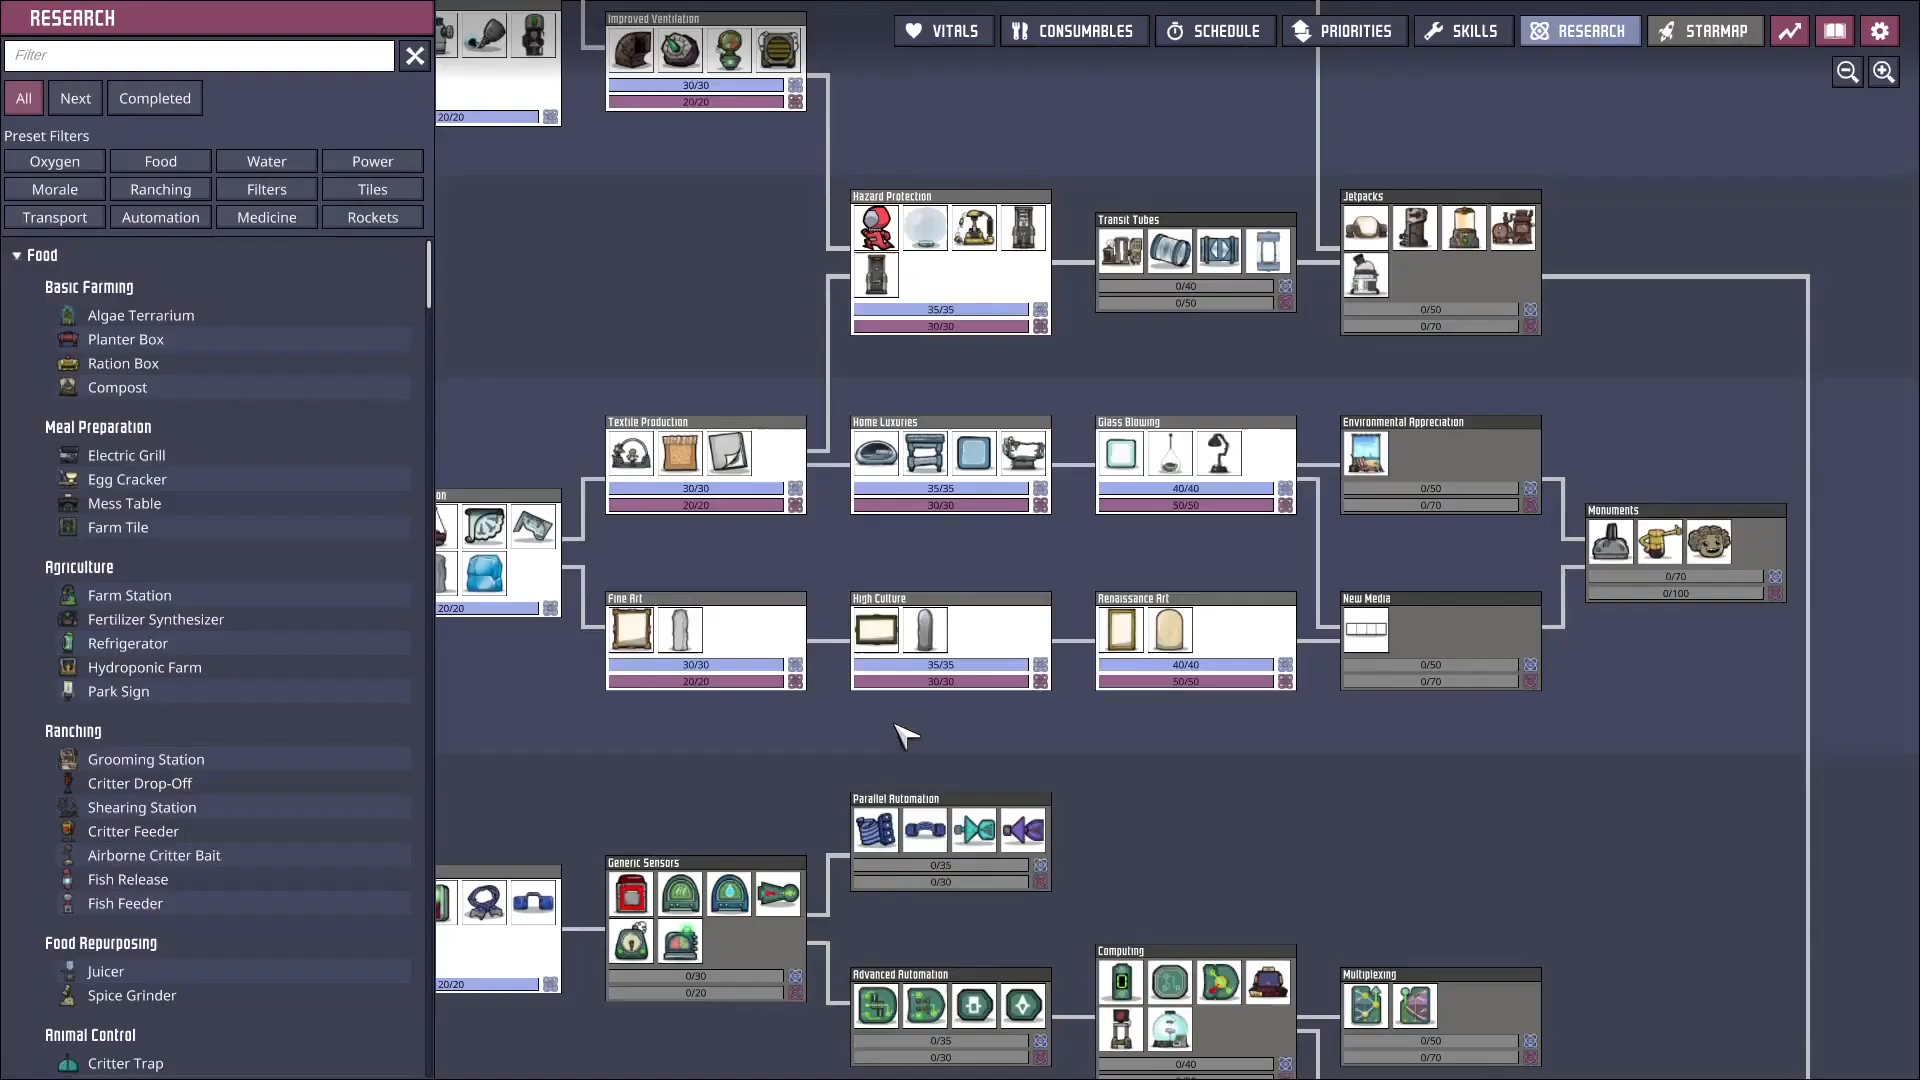 RESEARCH
Filter
All Next Completed
Preset Filters
Oxygen Food Water Power
Morale Ranching Filters Tiles
Transport Automation Medicine Rockets
Food
Basic Farming
Algae Terrarium
Planter Box
Ration Box
Compost
Meal Preparation
Electric Grill
Egg Cracker
Mess Table
Farm Tile
Agriculture
Farm Station
Fertilizer Synthesizer
Refrigerator
Hydroponic Farm
Park Sign
Ranching
Grooming Station
Critter Drop-Off
Shearing Station
Critter Feeder
Airborne Critter Bait
Fish Release
Fish Feeder
Food Repurposing
Juicer
Spice Grinder
Animal Control
Critter Trap
VITALS CONSUMABLES SCHEDULE PRIORITIES SKILLS RESEARCH STARMAP
20/20
Improved Ventilation
30/30
20/20
Hazard Protection
35/35
30/30
Transit Tubes
0/40
0/50
Jetpacks
0/50
0/70
on
20/20
Textile Production
30/30
20/20
Home Luxuries
35/35
30/30
Glass Blowing
40/40
50/50
Environmental Appreciation
0/50
0/70
Monuments
0/70
0/100
Fine Art
30/30
20/20
High Culture
35/35
30/30
Renaissance Art
40/40
50/50
New Media
0/50
0/70
20/20
Generic Sensors
0/30
0/20
Parallel Automation
0/35
0/30
Advanced Automation
0/35
0/30
Computing
0/40
Multiplexing
0/50
0/70